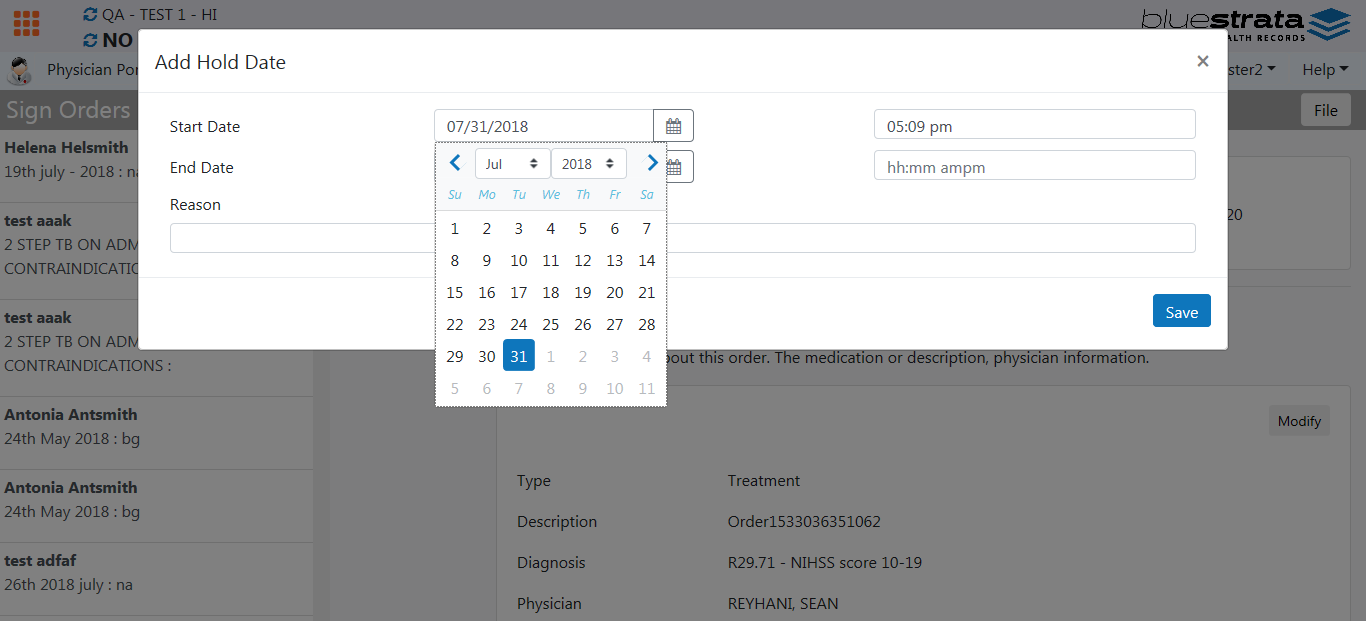 QA - TEST 1 - HI
NO
bluestrata
ALTH RECORDS
Physician Por
ster2
Help
Sign Orders
File
Add Hold Date
×
Start Date
07/31/2018
05:09 pm
End Date
hh:mm ampm
Reason
Jul 2018
Su Mo Tu We Th Fr Sa
1 2 3 4 5 6 7
8 9 10 11 12 13 14
15 16 17 18 19 20 21
22 23 24 25 26 27 28
29 30 31 1 2 3 4
5 6 7 8 9 10 11
Save
Helena Helsmith
19th july - 2018 : na
test aaak
2 STEP TB ON ADM
CONTRAINDICATIO
test aaak
2 STEP TB ON ADM
CONTRAINDICATIONS :
Antonia Antsmith
24th May 2018 : bg
Antonia Antsmith
24th May 2018 : bg
test adfaf
26th 2018 july : na
20
out this order. The medication or description, physician information.
Modify
Type Treatment
Description Order1533036351062
Diagnosis R29.71 - NIHSS score 10-19
Physician REYHANI, SEAN